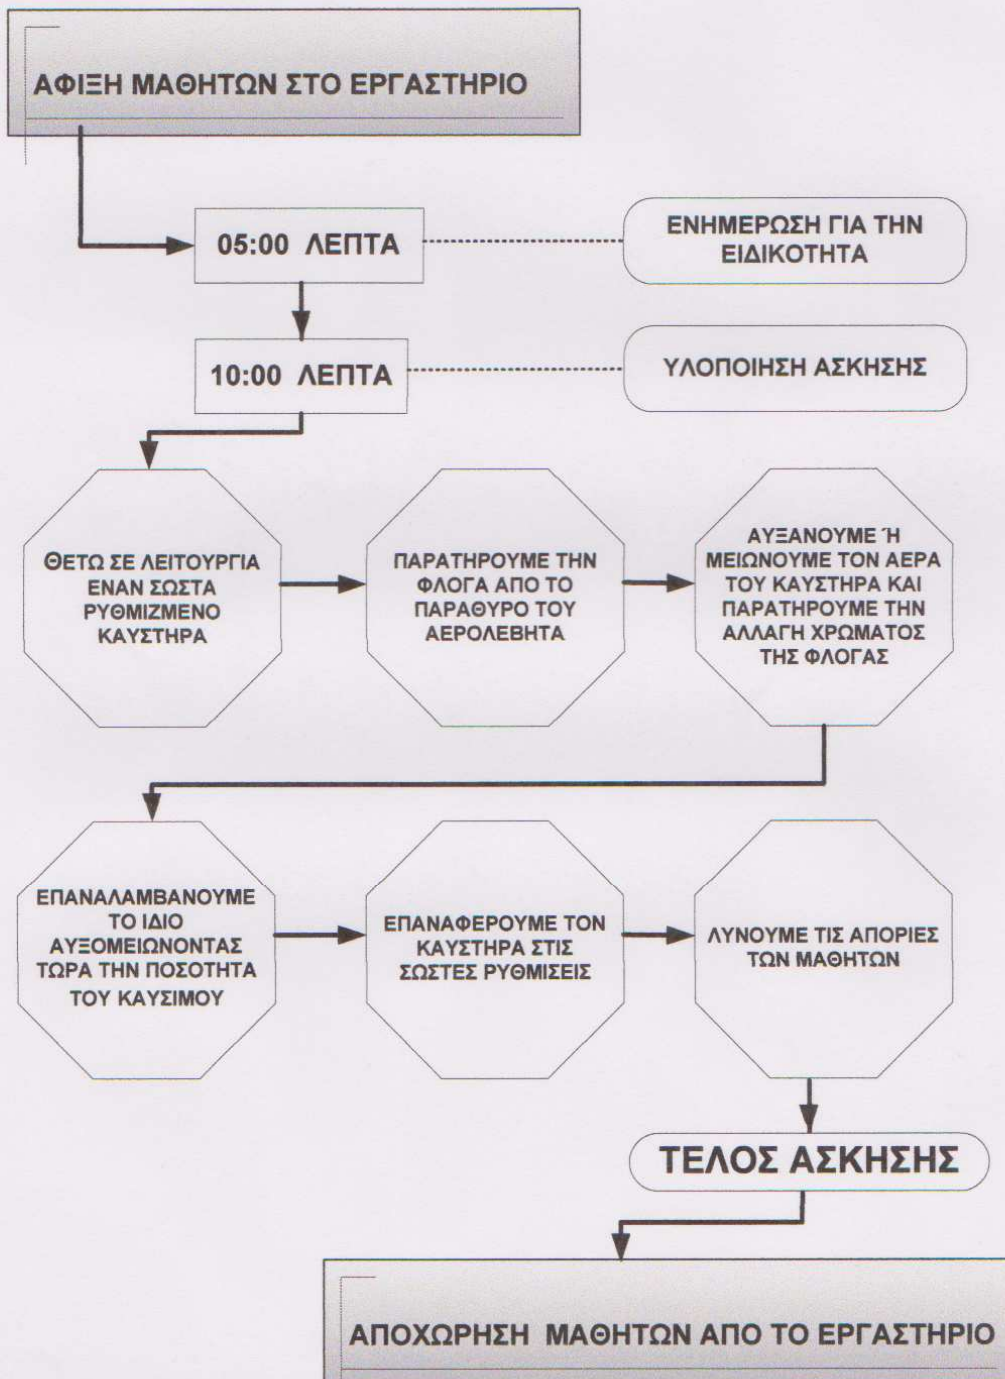 ΑΦΙΞΗ ΜΑΘΗΤΩΝ ΣΤΟ ΕΡΓΑΣΤΗΡΙΟ
05:00 ΛΕΠΤΑ
ΕΝΗΜΕΡΩΣΗ ΓΙΑ ΤΗΝ
ΕΙΔΙΚΟΤΗΤΑ
10:00 ΛΕΠΤΑ
ΥΛΟΠΟΙΗΣΗ ΑΣΚΗΣΗΣ
ΘΕΤΩ ΣΕ ΛΕΙΤΟΥΡΓΙΑ
ΕΝΑΝ ΣΩΣΤΑ
ΡΥΘΜΙΖΜΕΝΟ
ΚΑΥΣΤΗΡΑ
ΠΑΡΑΤΗΡΟΥΜΕ ΤΗΝ
ΦΛΟΓΑ ΑΠΟ ΤΟ
ΠΑΡΑΘΥΡΟ ΤΟΥ
ΑΕΡΟΛΕΒΗΤΑ
ΑΥΞΑΝΟΥΜΕ Ή
ΜΕΙΩΝΟΥΜΕ ΤΟΝ ΑΕΡΑ
ΤΟΥ ΚΑΥΣΤΗΡΑ ΚΑΙ
ΠΑΡΑΤΗΡΟΥΜΕ ΤΗΝ
ΑΛΛΑΓΗ ΧΡΩΜΑΤΟΣ
ΤΗΣ ΦΛΟΓΑΣ
ΕΠΑΝΑΛΑΜΒΑΝΟΥΜΕ
ΤΟ ΙΔΙΟ
ΑΥΞΟΜΕΙΩΝΟΝΤΑΣ
ΤΩΡΑ ΤΗΝ ΠΟΣΟΤΗΤΑ
ΤΟΥ ΚΑΥΣΙΜΟΥ
ΕΠΑΝΑΦΕΡΟΥΜΕ ΤΟΝ
ΚΑΥΣΤΗΡΑ ΣΤΙΣ
ΣΩΣΤΕΣ ΡΥΘΜΙΣΕΙΣ
ΛΥΝΟΥΜΕ ΤΙΣ ΑΠΟΡΙΕΣ
ΤΩΝ ΜΑΘΗΤΩΝ
ΤΕΛΟΣ ΑΣΚΗΣΗΣ
ΑΠΟΧΩΡΗΣΗ ΜΑΘΗΤΩΝ ΑΠΟ ΤΟ ΕΡΓΑΣΤΗΡΙΟ